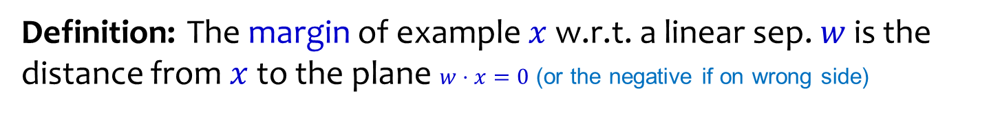 Definition: The margin of example x w.r.t. a linear sep. w is the
distance from x to the plane w · x = 0 (or the negative if on wrong side)